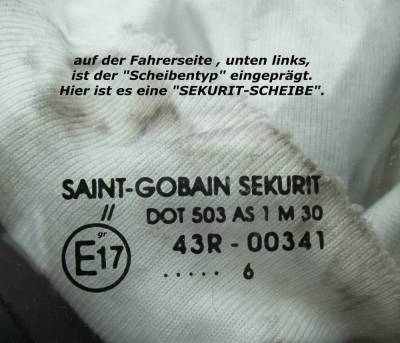 auf der Fahrerseite , unten links,
ist der "Scheibentyp" eingeprägt.
Hier ist es eine "SEKURIT-SCHEIBE".
SAINT-GOBAIN SEKURIT
// DOT 503 AS 1 M 30
gr
E17 43R - 00341
..... 6